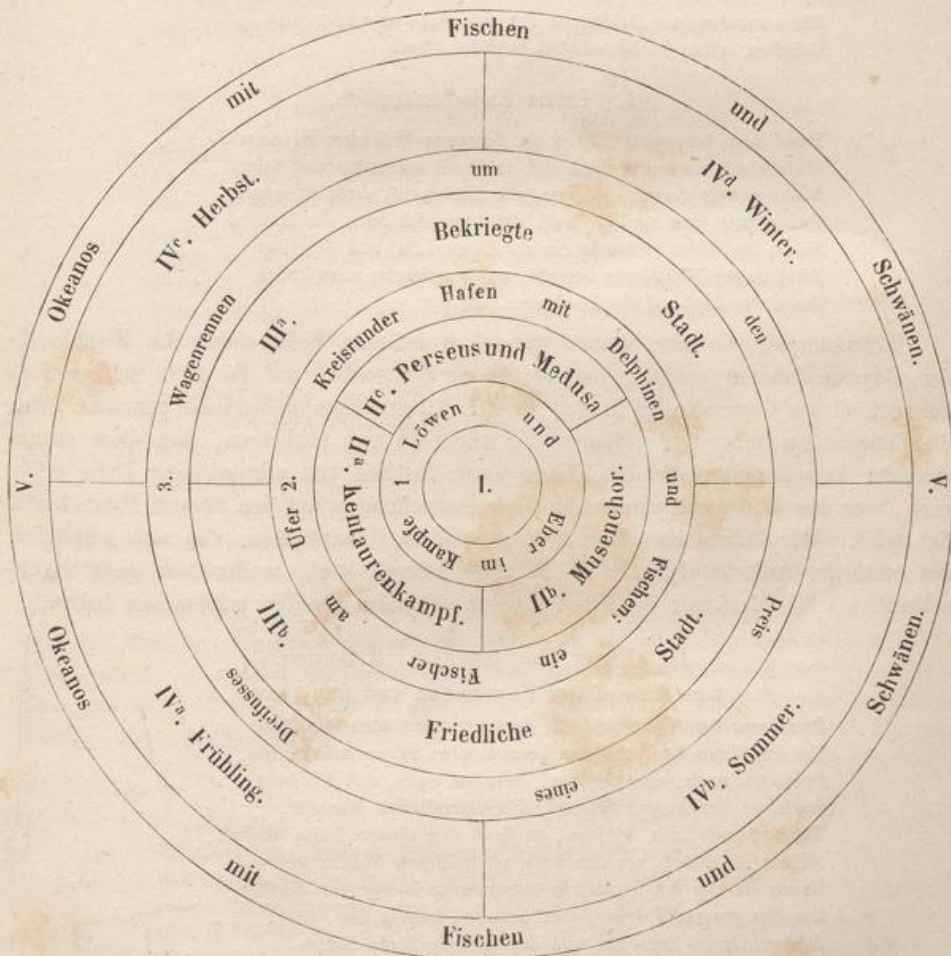 V. Okeanos mit Fischen und Schwänen. V.
Okeanos mit Fischen und Schwänen.
IVᶜ. Herbst.
IVᵈ. Winter.
IVᵃ. Frühling.
IVᵇ. Sommer.
3. Wagenrennen um den Preis eines Dreifusses
IIIᵃ. Bekriegte Stadt.
IIIᵇ. Friedliche Stadt.
2. Kreisrunder Hafen mit Delphinen und Fischen; ein Fischer am Ufer
IIᶜ. Perseus und Medusa
IIᵃ. Kentaurenkampf.
IIᵇ. Musenchor.
1. Löwen und Eber im Kampfe
I.